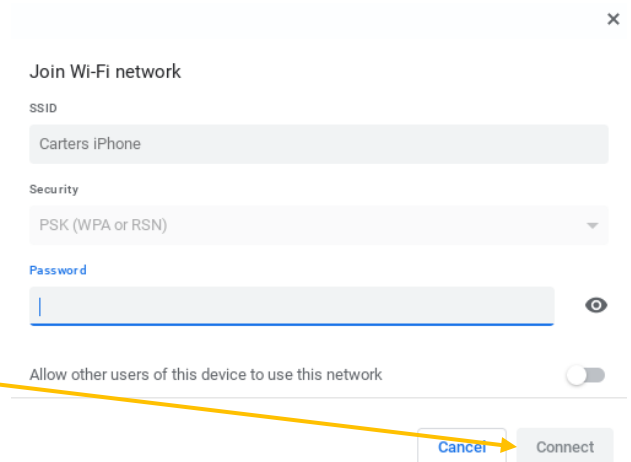 Join Wi-Fi network
SSID
Carters iPhone
Security
PSK (WPA or RSN)
Password
Allow other users of this device to use this network
Cancel Connect